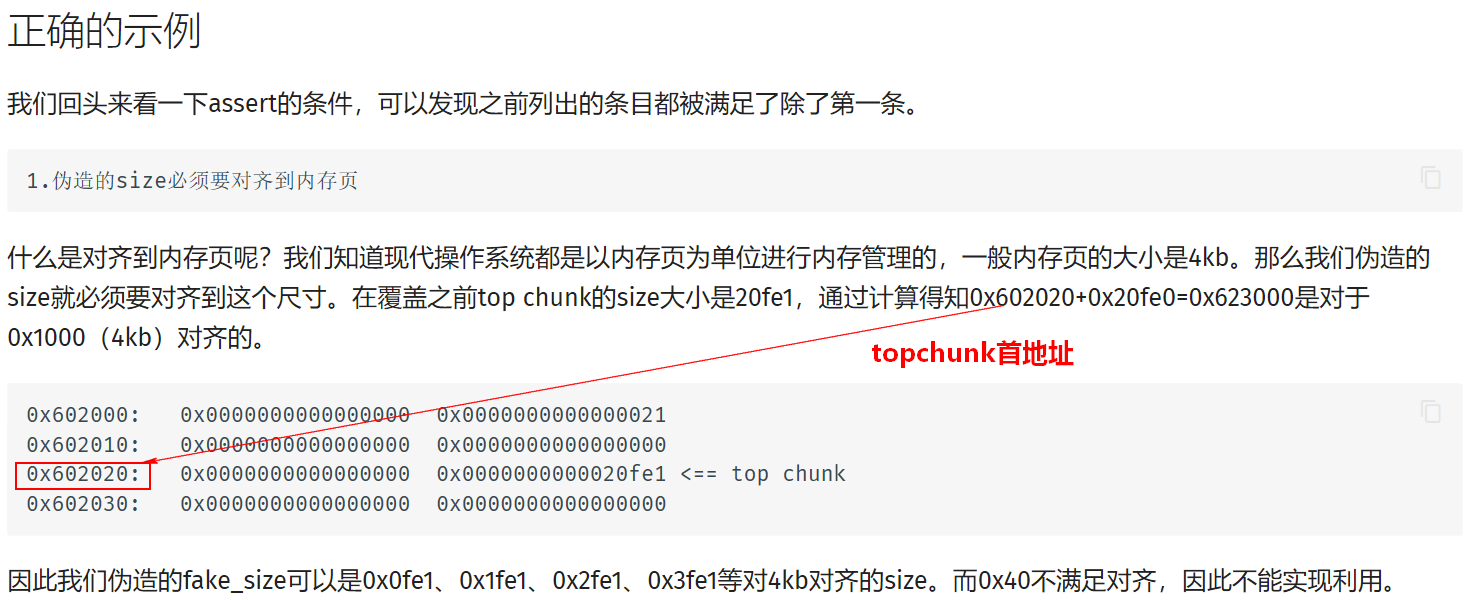 正确的示例
我们回头来看一下assert的条件，可以发现之前列出的条目都被满足了除了第一条。
1.伪造的size必须要对齐到内存页
什么是对齐到内存页呢？我们知道现代操作系统都是以内存页为单位进行内存管理的，一般内存页的大小是4kb。那么我们伪造的
size就必须要对齐到这个尺寸。在覆盖之前top chunk的size大小是20fe1，通过计算得知0x602020+0x20fe0=0x623000是对于
0x1000（4kb）对齐的。
topchunk首地址
0x602000:   0x0000000000000000  0x0000000000000021
0x602010:   0x0000000000000000  0x0000000000000000
0x602020:   0x0000000000000000  0x0000000000020fe1 <== top chunk
0x602030:   0x0000000000000000  0x0000000000000000
因此我们伪造的fake_size可以是0x0fe1、0x1fe1、0x2fe1、0x3fe1等对4kb对齐的size。而0x40不满足对齐，因此不能实现利用。